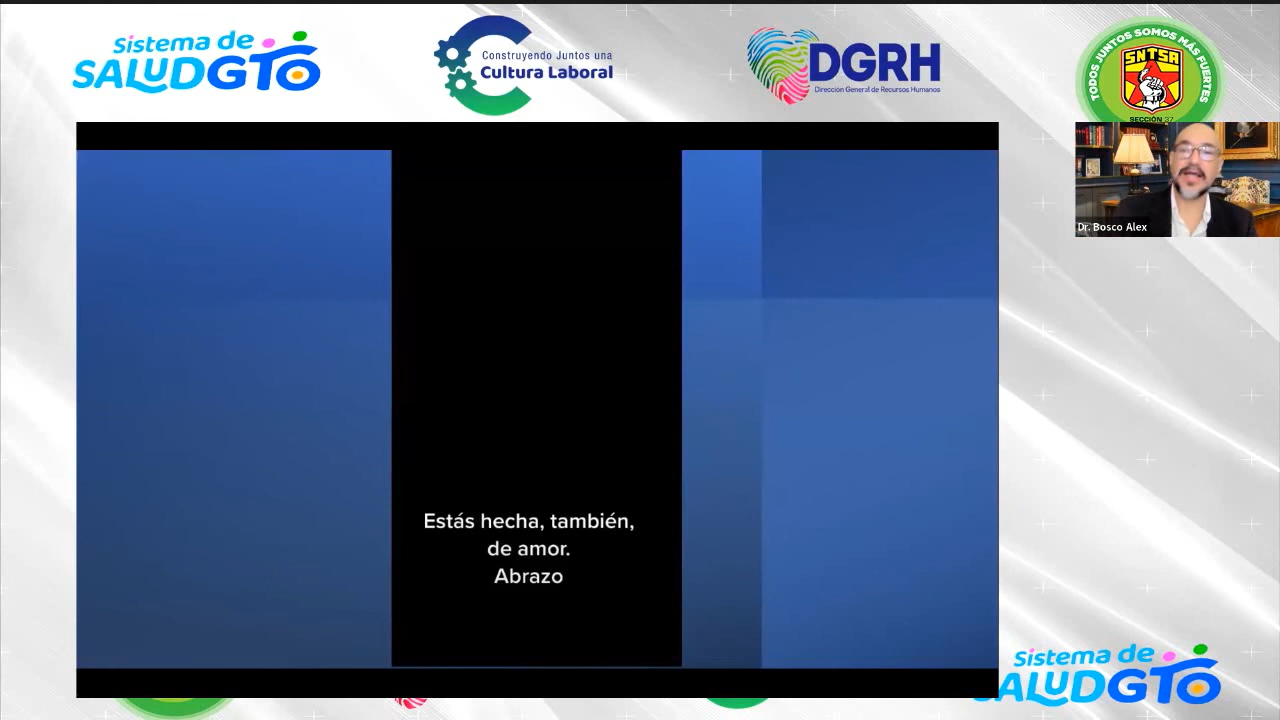 Sistema de
SALUDGTO
Construyendo Juntos una
Cultura Laboral
DGRH
Dirección General de Recursos Humanos
TODOS JUNTOS SOMOS MÁS FUERTES
SNTSA
SECCIÓN 37
Dr. Bosco Alex
Estás hecha, también,
de amor.
Abrazo
Sistema de
SALUDGTO